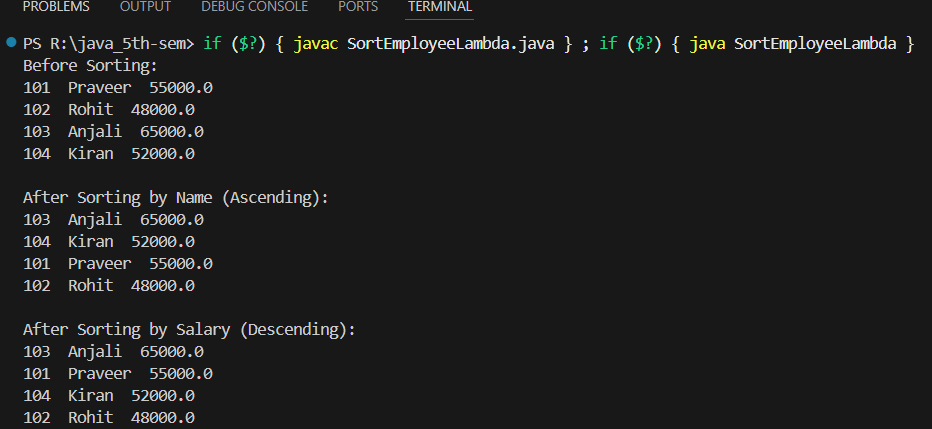 PROBLEMS OUTPUT DEBUG CONSOLE PORTS TERMINAL
PS R:\java_5th-sem> if ($?) { javac SortEmployeeLambda.java } ; if ($?) { java SortEmployeeLambda }
Before Sorting:
101  Praveer  55000.0
102  Rohit  48000.0
103  Anjali  65000.0
104  Kiran  52000.0

After Sorting by Name (Ascending):
103  Anjali  65000.0
104  Kiran  52000.0
101  Praveer  55000.0
102  Rohit  48000.0

After Sorting by Salary (Descending):
103  Anjali  65000.0
101  Praveer  55000.0
104  Kiran  52000.0
102  Rohit  48000.0